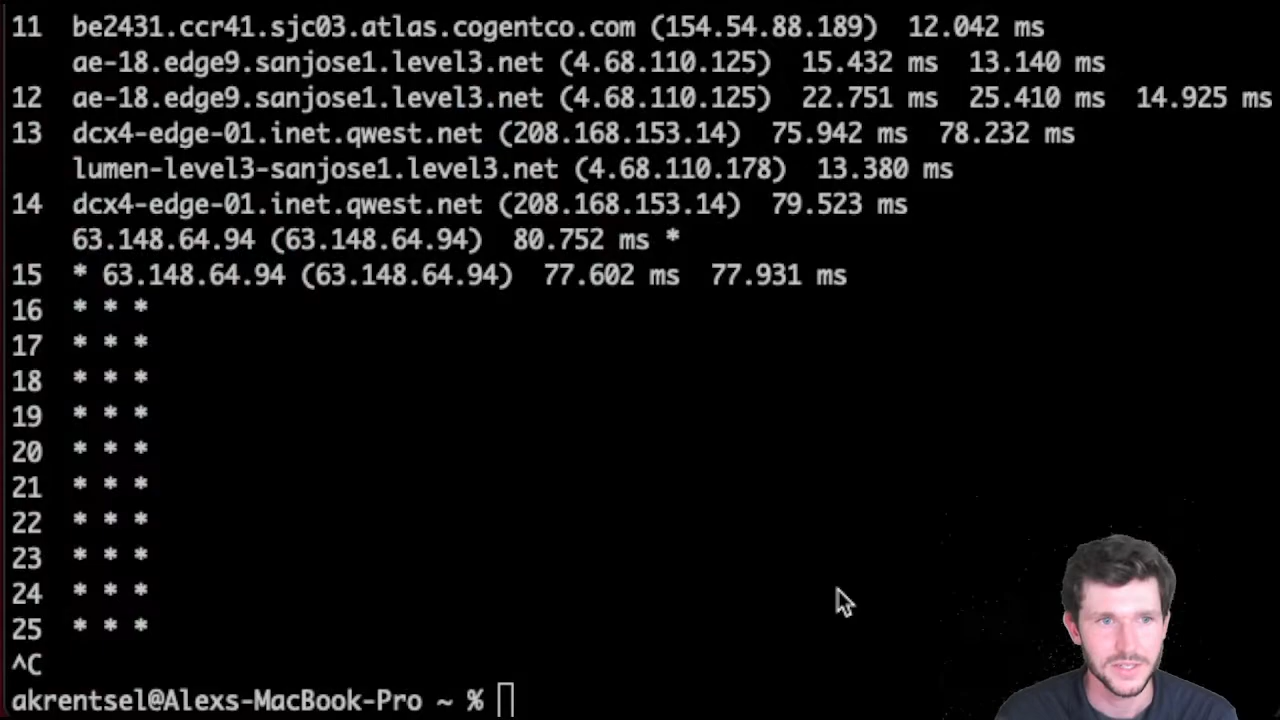 11 be2431.ccr41.sjc03.atlas.cogentco.com (154.54.88.189) 12.042 ms
ae-18.edge9.sanjose1.level3.net (4.68.110.125) 15.432 ms 13.140 ms
12 ae-18.edge9.sanjose1.level3.net (4.68.110.125) 22.751 ms 25.410 ms 14.925 ms
13 dcx4-edge-01.inet.qwest.net (208.168.153.14) 75.942 ms 78.232 ms
lumen-level3-sanjose1.level3.net (4.68.110.178) 13.380 ms
14 dcx4-edge-01.inet.qwest.net (208.168.153.14) 79.523 ms
63.148.64.94 (63.148.64.94) 80.752 ms *
15 * 63.148.64.94 (63.148.64.94) 77.602 ms 77.931 ms
16 * * *
17 * * *
18 * * *
19 * * *
20 * * *
21 * * *
22 * * *
23 * * *
24 * * *
25 * * *
^C
akrentsel@Alexs-MacBook-Pro ~ %